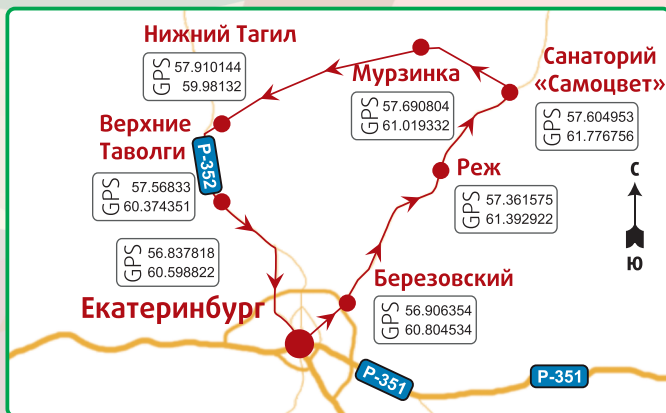 Нижний Тагил
GPS 57.910144
59.98132
Мурзинка
GPS 57.690804
61.019332
Санаторий
«Самоцвет»
GPS 57.604953
61.776756
Верхние
Таволги
Р-352
GPS 57.56833
60.374351
Реж
GPS 57.361575
61.392922
С
Ю
GPS 56.837818
60.598822
Екатеринбург
Березовский
GPS 56.906354
60.804534
Р-351
Р-351